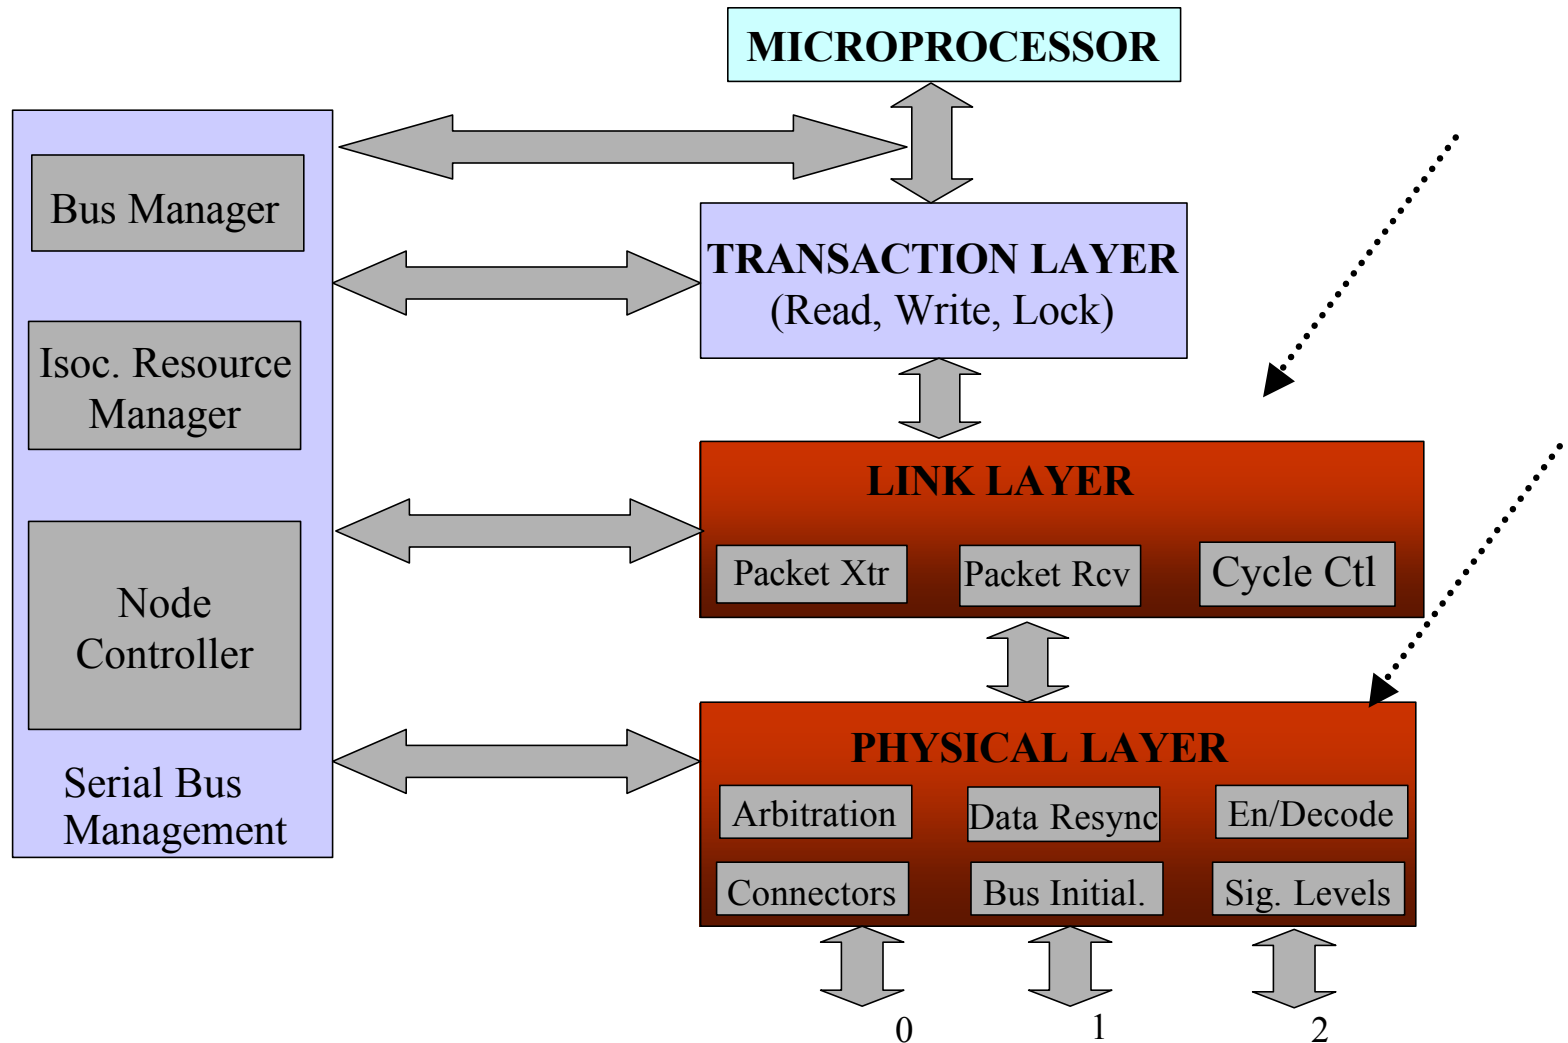 MICROPROCESSOR
Bus Manager
TRANSACTION LAYER
(Read, Write, Lock)
Isoc. Resource
Manager
LINK LAYER
Packet Xtr
Packet Rcv
Cycle Ctl
Node
Controller
PHYSICAL LAYER
Serial Bus
Management
Arbitration
Data Resync
En/Decode
Connectors
Bus Initial.
Sig. Levels
0
1
2